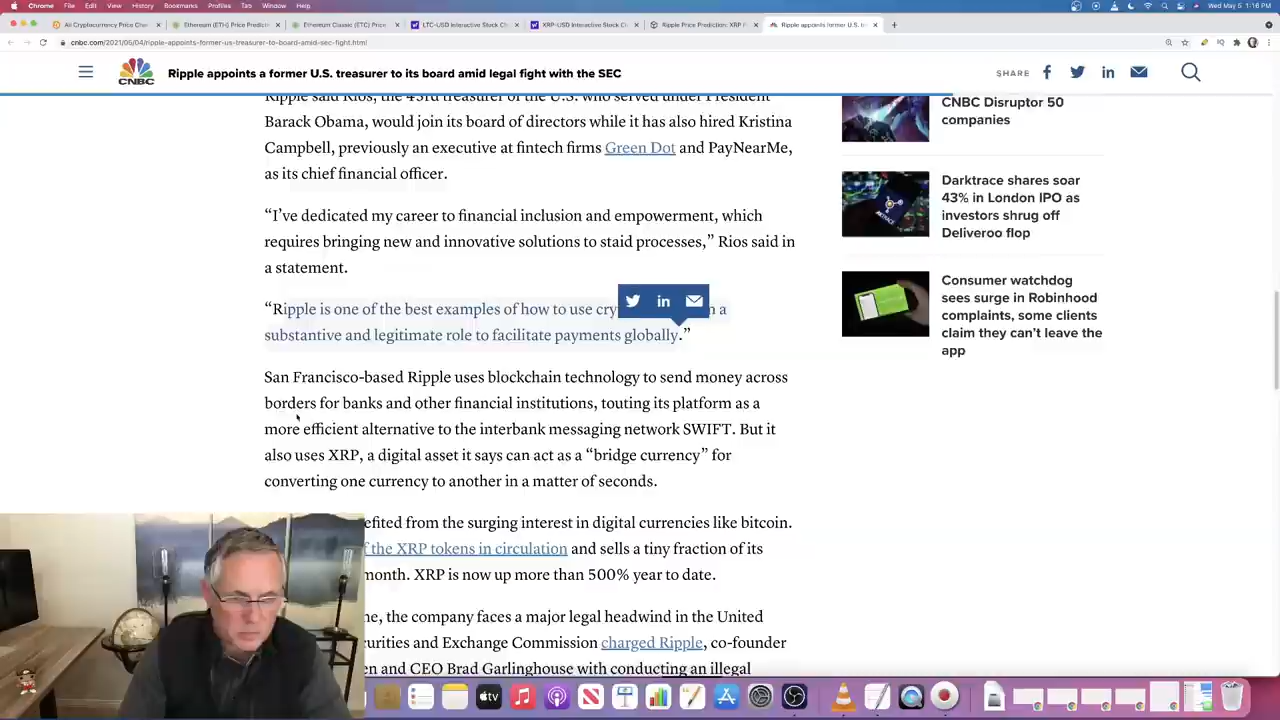 Chrome File Edit View History Bookmarks Profiles Tab Window Help
Wed May 5 1:16 PM
All Cryptocurrency Price Char
Ethereum (ETH) Price Predictio
Ethereum Classic (ETC) Price
LTC-USD Interactive Stock Ch
XRP-USD Interactive Stock Ch
Ripple Price Prediction: XRP P
Ripple appoints former U.S. tr
cnbc.com/2021/05/04/ripple-appoints-former-us-treasurer-to-board-amid-sec-fight.html
CNBC
Ripple appoints a former U.S. treasurer to its board amid legal fight with the SEC
SHARE
Ripple said Rios, the 43rd treasurer of the U.S. who served under President
Barack Obama, would join its board of directors while it has also hired Kristina
Campbell, previously an executive at fintech firms Green Dot and PayNearMe,
as its chief financial officer.
“I’ve dedicated my career to financial inclusion and empowerment, which
requires bringing new and innovative solutions to staid processes,” Rios said in
a statement.
“Ripple is one of the best examples of how to use cry n a
substantive and legitimate role to facilitate payments globally.”
San Francisco-based Ripple uses blockchain technology to send money across
borders for banks and other financial institutions, touting its platform as a
more efficient alternative to the interbank messaging network SWIFT. But it
also uses XRP, a digital asset it says can act as a “bridge currency” for
converting one currency to another in a matter of seconds.
efited from the surging interest in digital currencies like bitcoin.
f the XRP tokens in circulation and sells a tiny fraction of its
month. XRP is now up more than 500% year to date.
ne, the company faces a major legal headwind in the United
curities and Exchange Commission charged Ripple, co-founder
en and CEO Brad Garlinghouse with conducting an illegal
CNBC Disruptor 50
companies
Darktrace shares soar
43% in London IPO as
investors shrug off
Deliveroo flop
Consumer watchdog
sees surge in Robinhood
complaints, some clients
claim they can’t leave the
app